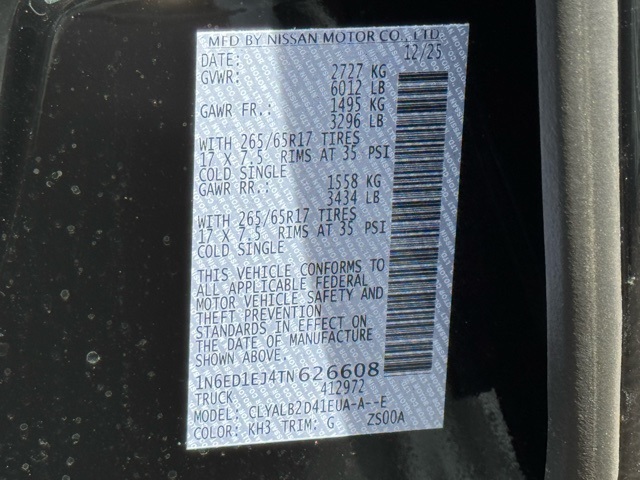 MFD BY NISSAN MOTOR CO., LTD.
DATE: 12/25
GVWR: 2727 KG
6012 LB
GAWR FR.: 1495 KG
3296 LB
WITH 265/65R17 TIRES
17 X 7.5 RIMS AT 35 PSI
COLD SINGLE
GAWR RR.: 1558 KG
3434 LB
WITH 265/65R17 TIRES
17 X 7.5 RIMS AT 35 PSI
COLD SINGLE
THIS VEHICLE CONFORMS TO
ALL APPLICABLE FEDERAL
MOTOR VEHICLE SAFETY AND
THEFT PREVENTION
STANDARDS IN EFFECT ON
THE DATE OF MANUFACTURE
SHOWN ABOVE.
1N6ED1EJ4TN626608
TRUCK 412972
MODEL: CLYALB2D41EUA-A--E
COLOR: KH3 TRIM: G ZS00A